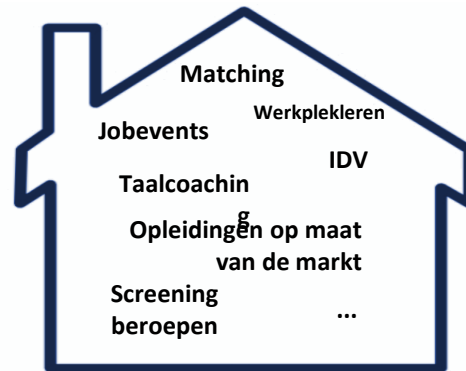 Matching
Werkplekleren
Jobevents
IDV
Taalcoachin
g
Opleidingen op maat
van de markt
Screening
beroepen
...